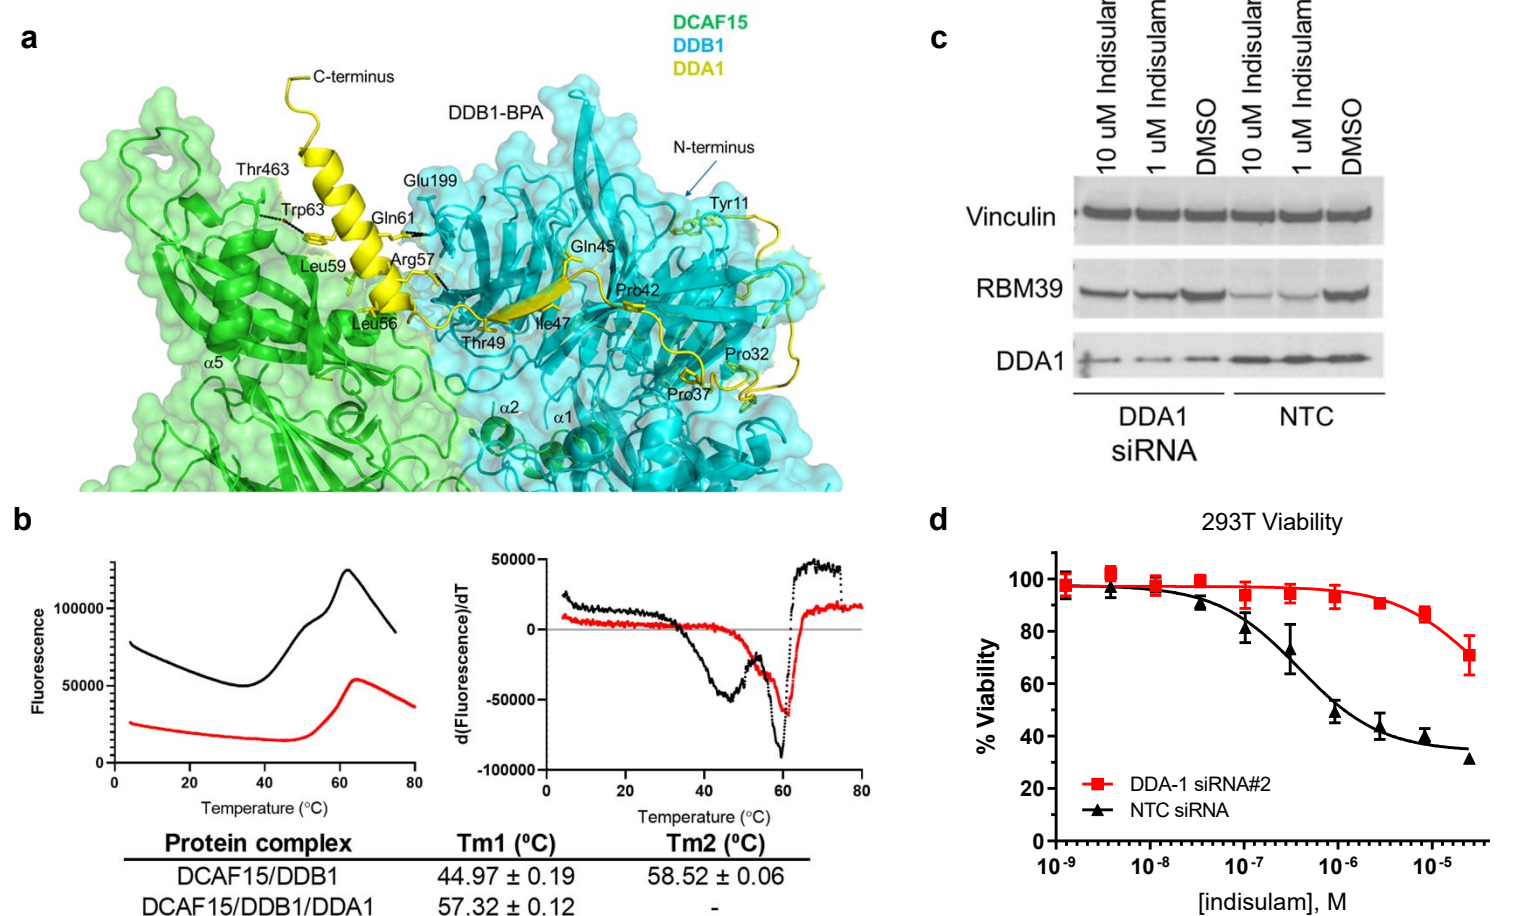 a
DCAF15
DDB1
DDA1
C-terminus
DDB1-BPA
N-terminus
Thr463
Glu199
Trp63
Gln61
Tyr11
Gln45
Leu59
Arg57
Pro42
Leu56
Thr49
Ile47
Pro32
α5
Pro37
α2
α1
b
Fluorescence
100000
50000
0
0
20
40
60
80
Temperature (°C)
d(Fluorescence)/dT
50000
0
-50000
-100000
0
20
40
60
80
Temperature (°C)
Protein complex Tm1 (⁰C) Tm2 (⁰C)
DCAF15/DDB1 44.97 ± 0.19 58.52 ± 0.06
DCAF15/DDB1/DDA1 57.32 ± 0.12 -
c
10 uM Indisulam
1 uM Indisulam
DMSO
10 uM Indisulam
1 uM Indisulam
DMSO
Vinculin
RBM39
DDA1
DDA1
siRNA
NTC
d
293T Viability
% Viability
100
80
60
40
20
0
DDA-1 siRNA#2
NTC siRNA
10⁻⁹
10⁻⁸
10⁻⁷
10⁻⁶
10⁻⁵
[indisulam], M